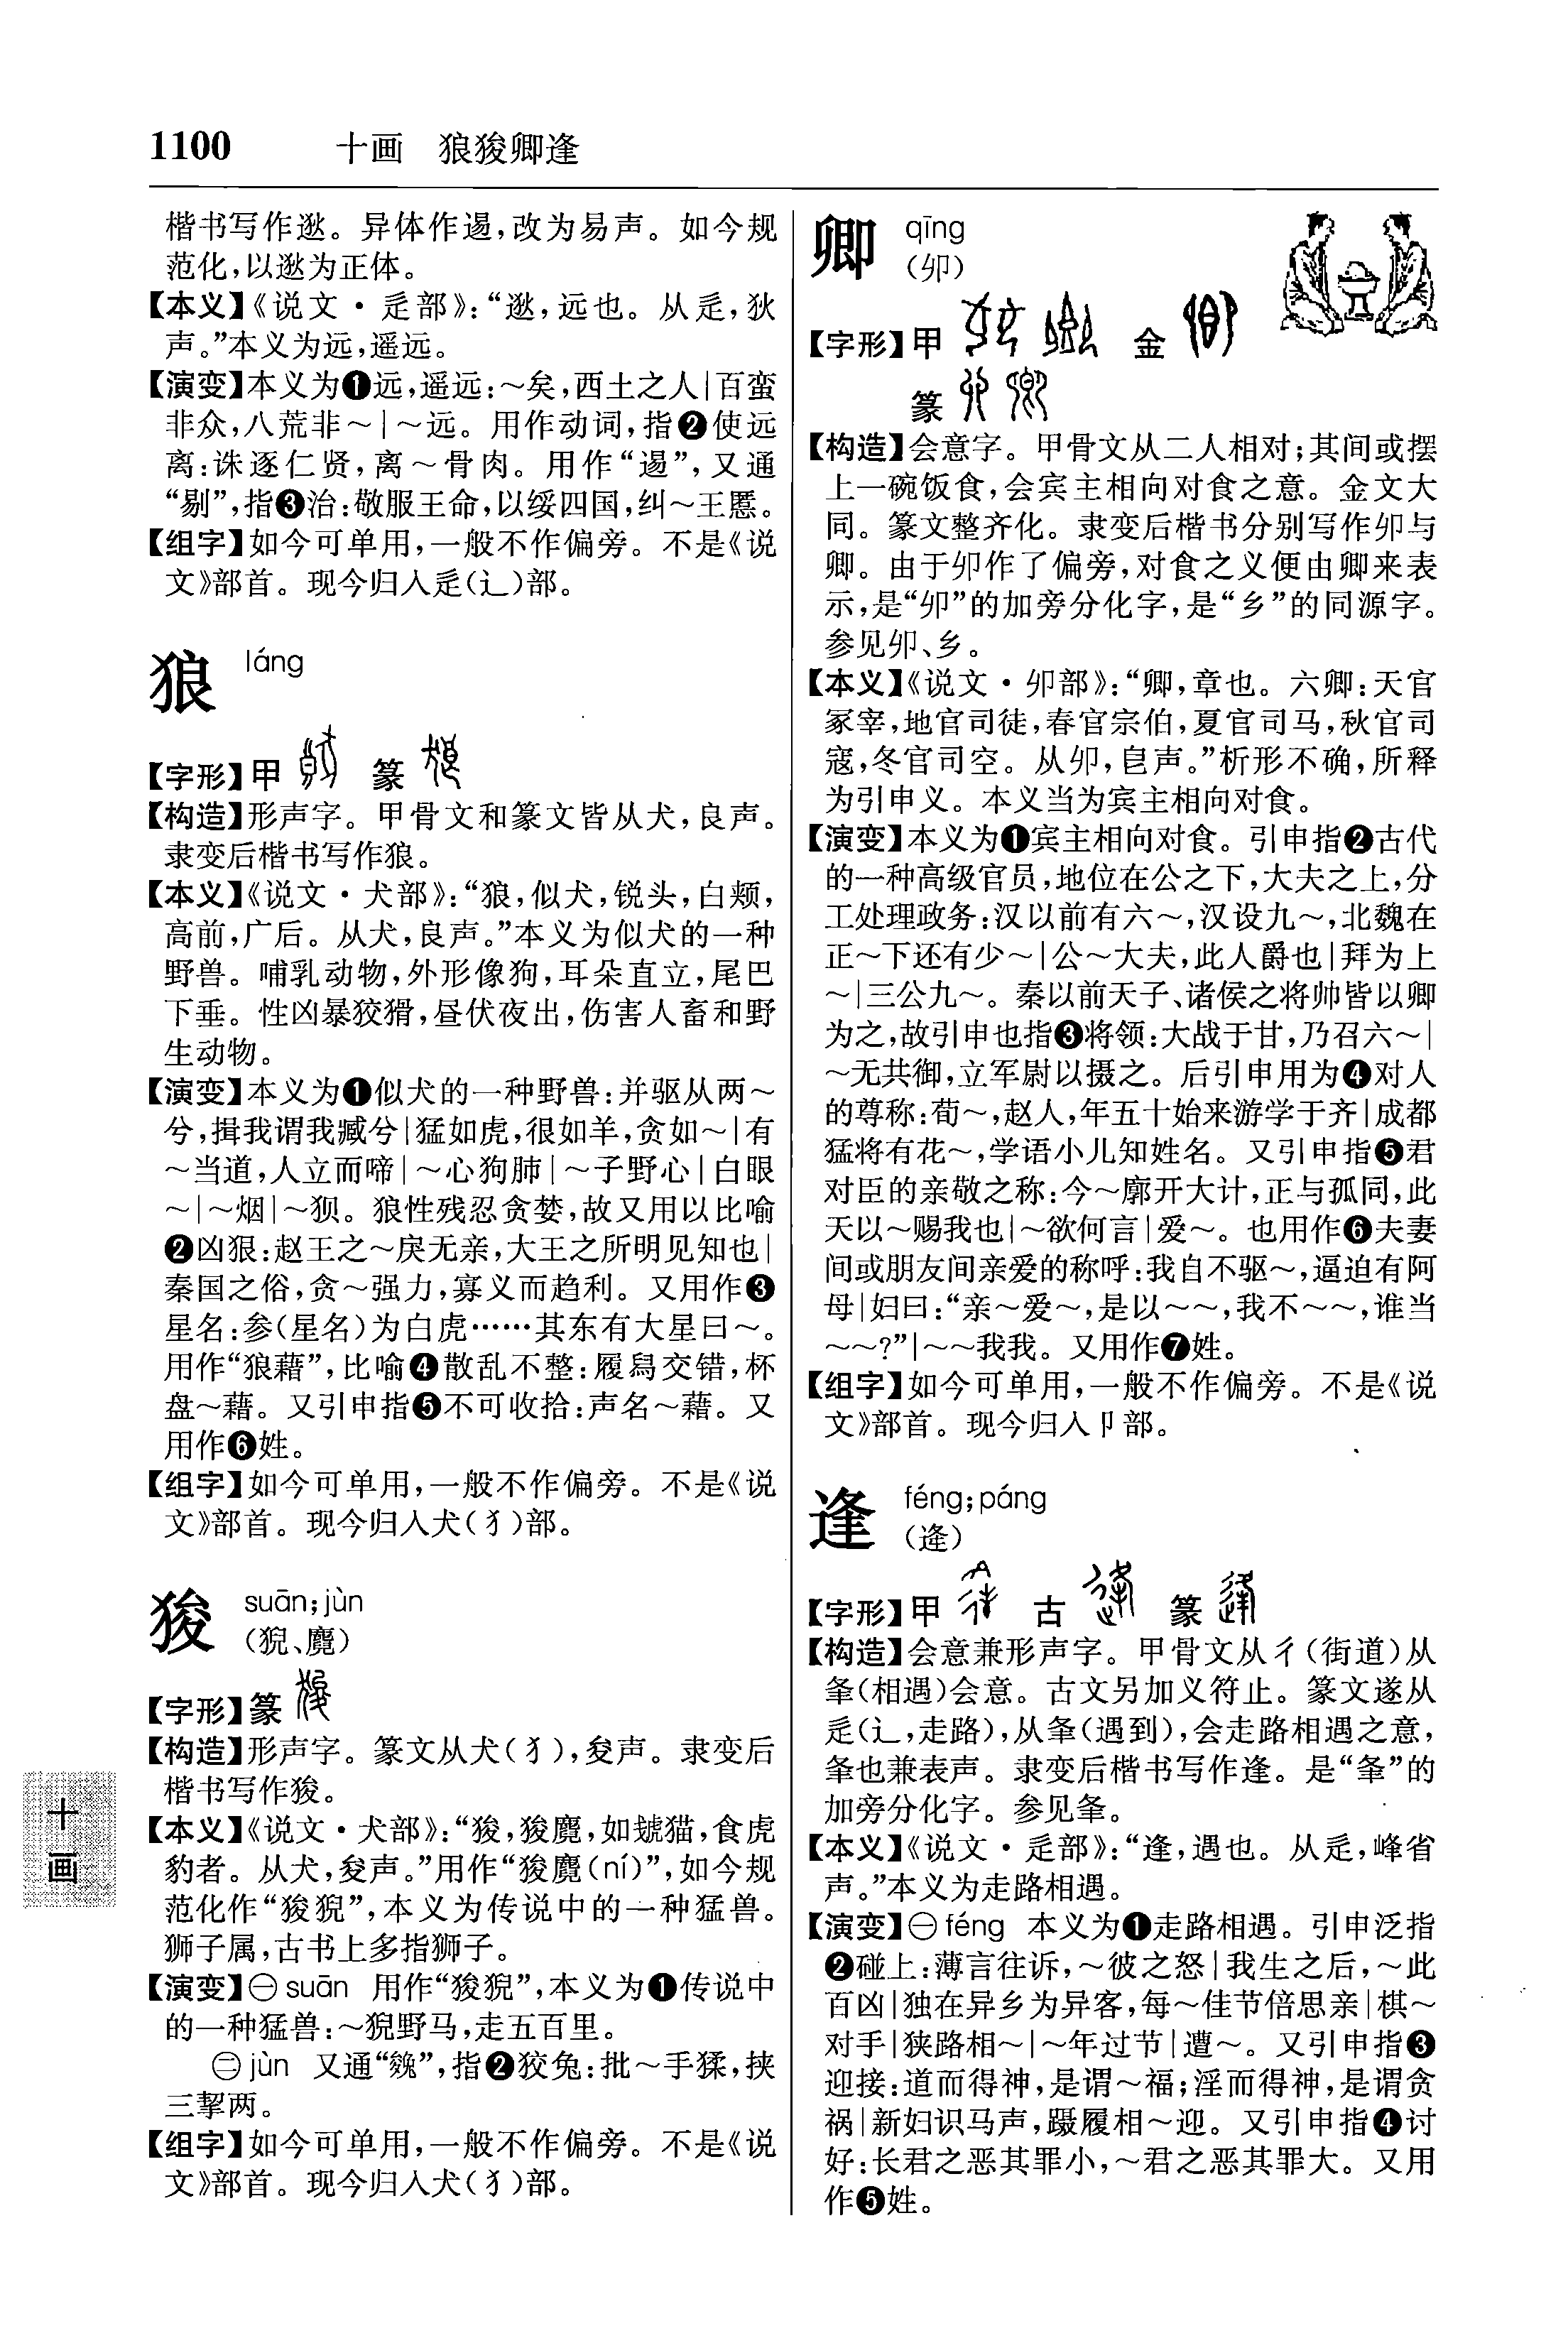 1100 十画 狼狻卿逢
楷书写作逖。异体作逷,改为易声。如今规
范化,以逖为正体。
【本义】《说文·辵部》:“逖,远也。从辵,狄
声。”本义为远,遥远。
【演变】本义为❶远,遥远:～矣,西土之人|百蛮
非众,八荒非～|～远。用作动词,指❷使远
离:诛逐仁贤,离～骨肉。用作“逷”,又通
“剔”,指❸治:敬服王命,以绥四国,纠～王慝。
【组字】如今可单用,一般不作偏旁。不是《说
文》部首。现今归入辵(辶)部。
狼 láng
【字形】甲 篆
【构造】形声字。甲骨文和篆文皆从犬,良声。
隶变后楷书写作狼。
【本义】《说文·犬部》:“狼,似犬,锐头,白颊,
高前,广后。从犬,良声。”本义为似犬的一种
野兽。哺乳动物,外形像狗,耳朵直立,尾巴
下垂。性凶暴狡猾,昼伏夜出,伤害人畜和野
生动物。
【演变】本义为❶似犬的一种野兽:并驱从两～
兮,揖我谓我臧兮|猛如虎,很如羊,贪如～|有
～当道,人立而啼|～心狗肺|～子野心|白眼
～|～烟|～狈。狼性残忍贪婪,故又用以比喻
❷凶狠:赵王之～戾无亲,大王之所明见知也|
秦国之俗,贪～强力,寡义而趋利。又用作❸
星名:参(星名)为白虎……其东有大星曰～。
用作“狼藉”,比喻❹散乱不整:履舄交错,杯
盘～藉。又引申指❺不可收拾:声名～藉。又
用作❻姓。
【组字】如今可单用,一般不作偏旁。不是《说
文》部首。现今归入犬(犭)部。
狻 suān;jùn
(猊、麑)
【字形】篆
【构造】形声字。篆文从犬(犭),夋声。隶变后
楷书写作狻。
【本义】《说文·犬部》:“狻,狻麑,如虦猫,食虎
豹者。从犬,夋声。”用作“狻麑(ní)”,如今规
范化作“狻猊”,本义为传说中的一种猛兽。
狮子属,古书上多指狮子。
【演变】㊀suān 用作“狻猊”,本义为❶传说中
的一种猛兽:～猊野马,走五百里。
㊁jùn 又通“㕙”,指❷狡兔:批～手猱,挟
三挈两。
【组字】如今可单用,一般不作偏旁。不是《说
文》部首。现今归入犬(犭)部。
十
画
卿 qīng
(卯)
【字形】甲 金
篆
【构造】会意字。甲骨文从二人相对;其间或摆
上一碗饭食,会宾主相向对食之意。金文大
同。篆文整齐化。隶变后楷书分别写作卯与
卿。由于卯作了偏旁,对食之义便由卿来表
示,是“卯”的加旁分化字,是“乡”的同源字。
参见卯、乡。
【本义】《说文·卯部》:“卿,章也。六卿:天官
冢宰,地官司徒,春官宗伯,夏官司马,秋官司
寇,冬官司空。从卯,皀声。”析形不确,所释
为引申义。本义当为宾主相向对食。
【演变】本义为❶宾主相向对食。引申指❷古代
的一种高级官员,地位在公之下,大夫之上,分
工处理政务:汉以前有六～,汉设九～,北魏在
正～下还有少～|公～大夫,此人爵也|拜为上
～|三公九～。秦以前天子、诸侯之将帅皆以卿
为之,故引申也指❸将领:大战于甘,乃召六～|
～无共御,立军尉以摄之。后引申用为❹对人
的尊称:荀～,赵人,年五十始来游学于齐|成都
猛将有花～,学语小儿知姓名。又引申指❺君
对臣的亲敬之称:今～廓开大计,正与孤同,此
天以～赐我也|～欲何言|爱～。也用作❻夫妻
间或朋友间亲爱的称呼:我自不驱～,逼迫有阿
母|妇曰:“亲～爱～,是以～～,我不～～,谁当
～～?”|～～我我。又用作❼姓。
【组字】如今可单用,一般不作偏旁。不是《说
文》部首。现今归入卩部。
逢 féng;páng
(逄)
【字形】甲 古 篆
【构造】会意兼形声字。甲骨文从彳(街道)从
夆(相遇)会意。古文另加义符止。篆文遂从
辵(辶,走路),从夆(遇到),会走路相遇之意,
夆也兼表声。隶变后楷书写作逢。是“夆”的
加旁分化字。参见夆。
【本义】《说文·辵部》:“逢,遇也。从辵,峰省
声。”本义为走路相遇。
【演变】㊀féng 本义为❶走路相遇。引申泛指
❷碰上:薄言往诉,～彼之怒|我生之后,～此
百凶|独在异乡为异客,每～佳节倍思亲|棋～
对手|狭路相～|～年过节|遭～。又引申指❸
迎接:道而得神,是谓～福;淫而得神,是谓贪
祸|新妇识马声,蹑履相～迎。又引申指❹讨
好:长君之恶其罪小,～君之恶其罪大。又用
作❺姓。